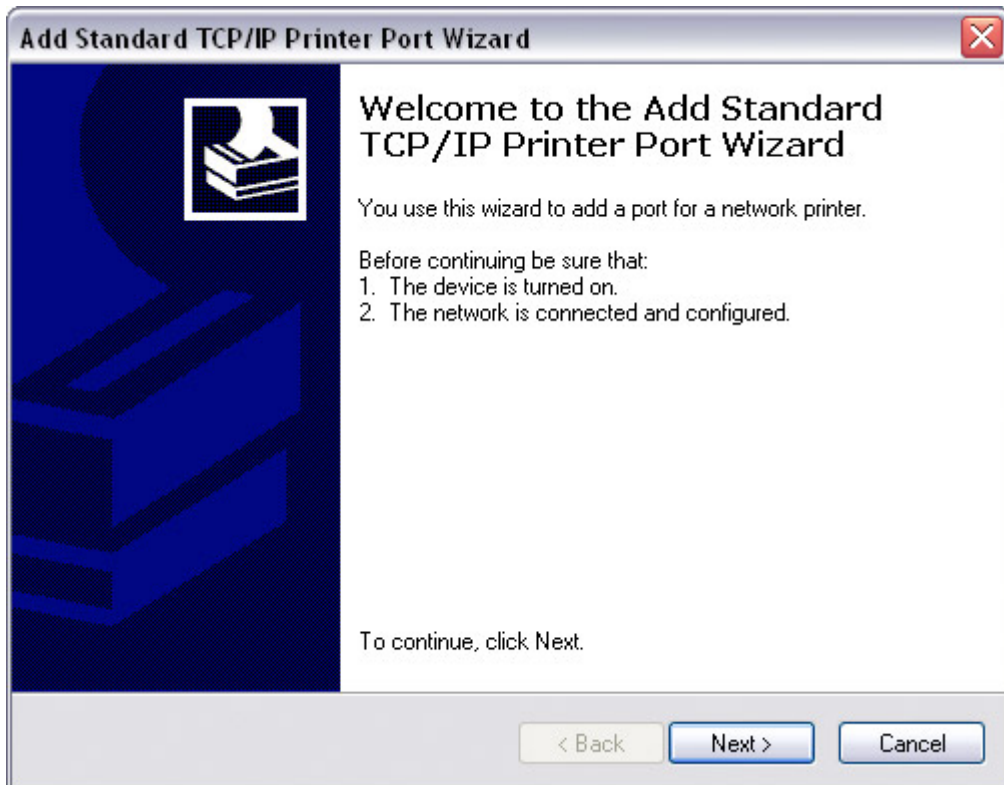 Add Standard TCP/IP Printer Port Wizard
Welcome to the Add Standard
TCP/IP Printer Port Wizard
You use this wizard to add a port for a network printer.
Before continuing be sure that:
1. The device is turned on.
2. The network is connected and configured.
To continue, click Next.
< Back
Next >
Cancel